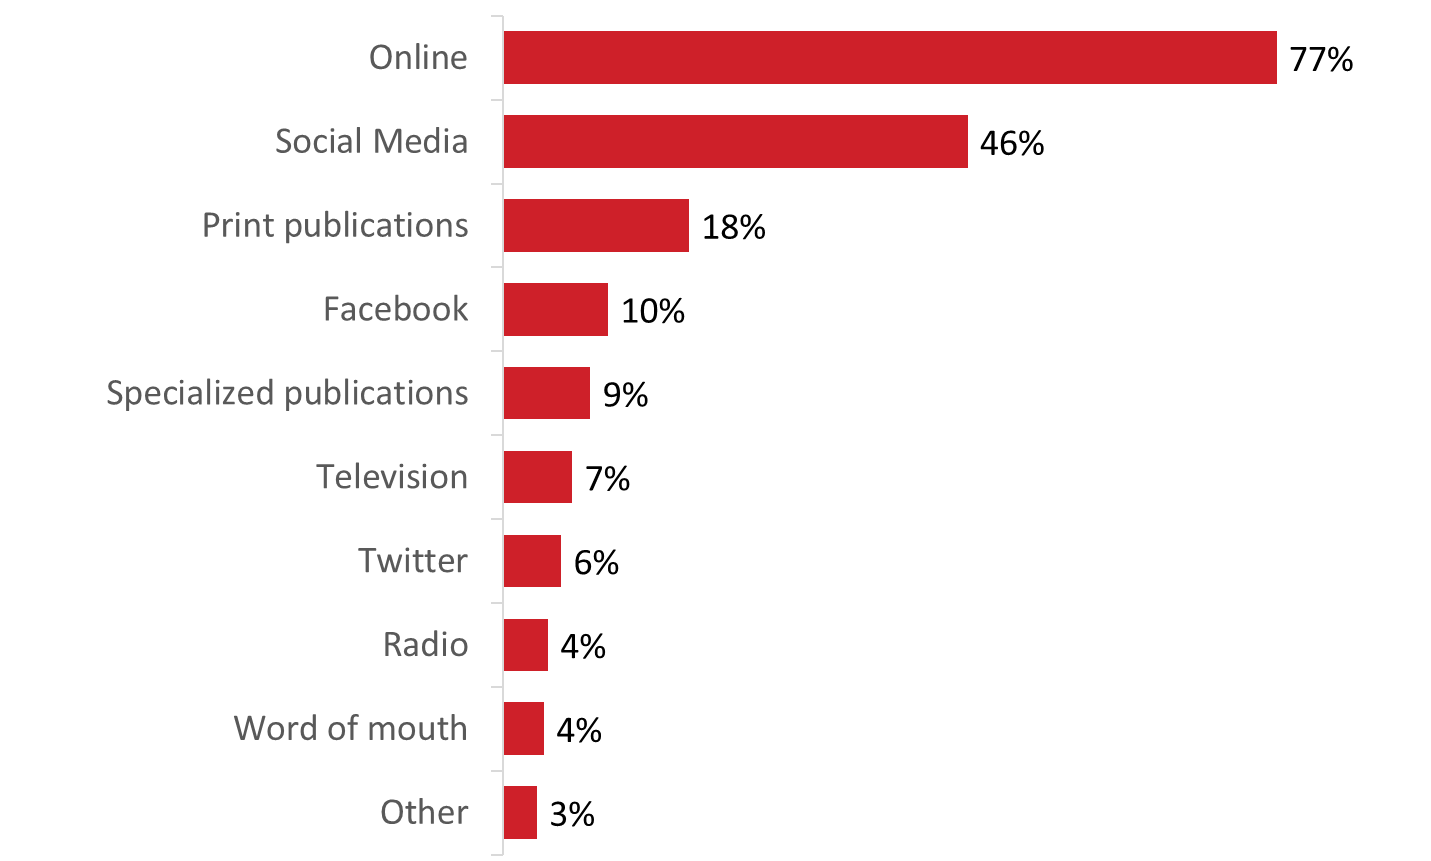 Online 77%
Social Media 46%
Print publications 18%
Facebook 10%
Specialized publications 9%
Television 7%
Twitter 6%
Radio 4%
Word of mouth 4%
Other 3%